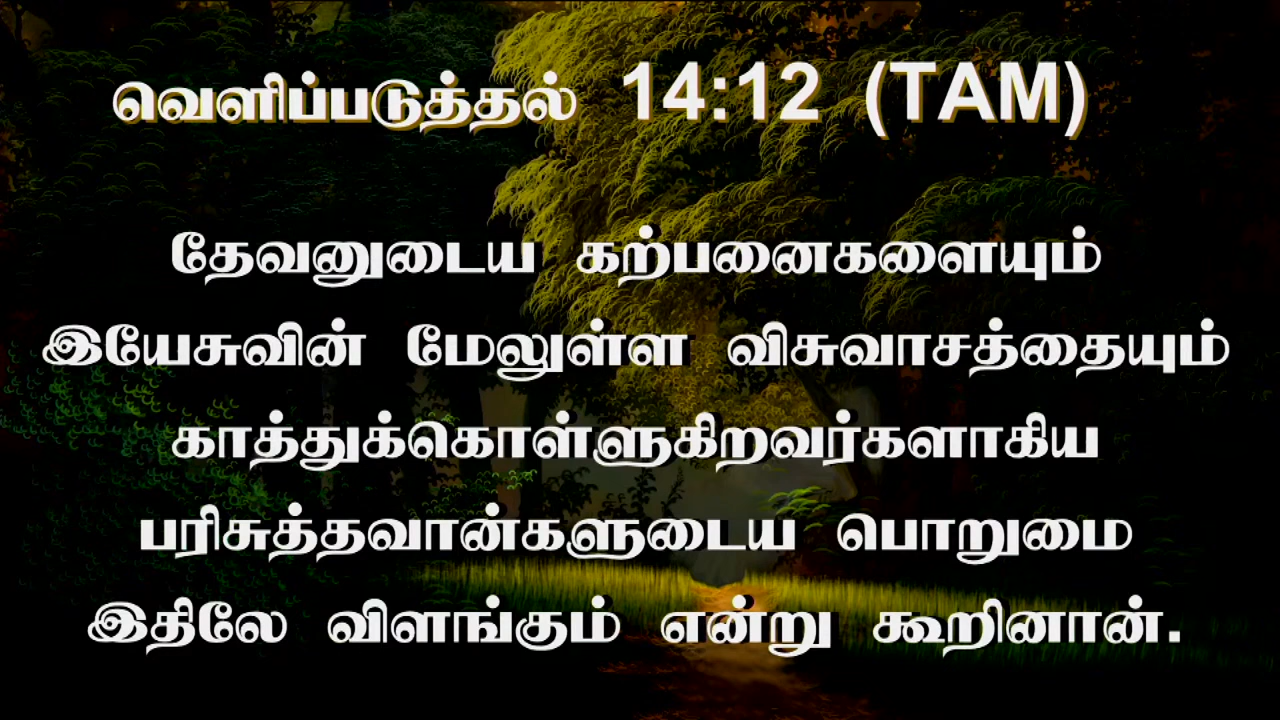 வெளிப்படுத்தல் 14:12 (TAM)
தேவனுடைய கற்பனைகளையும்
இயேசுவின் மேலுள்ள விசுவாசத்தையும்
காத்துக்கொள்ளுகிறவர்களாகிய
பரிசுத்தவான்களுடைய பொறுமை
இதிலே விளங்கும் என்று கூறினான்.